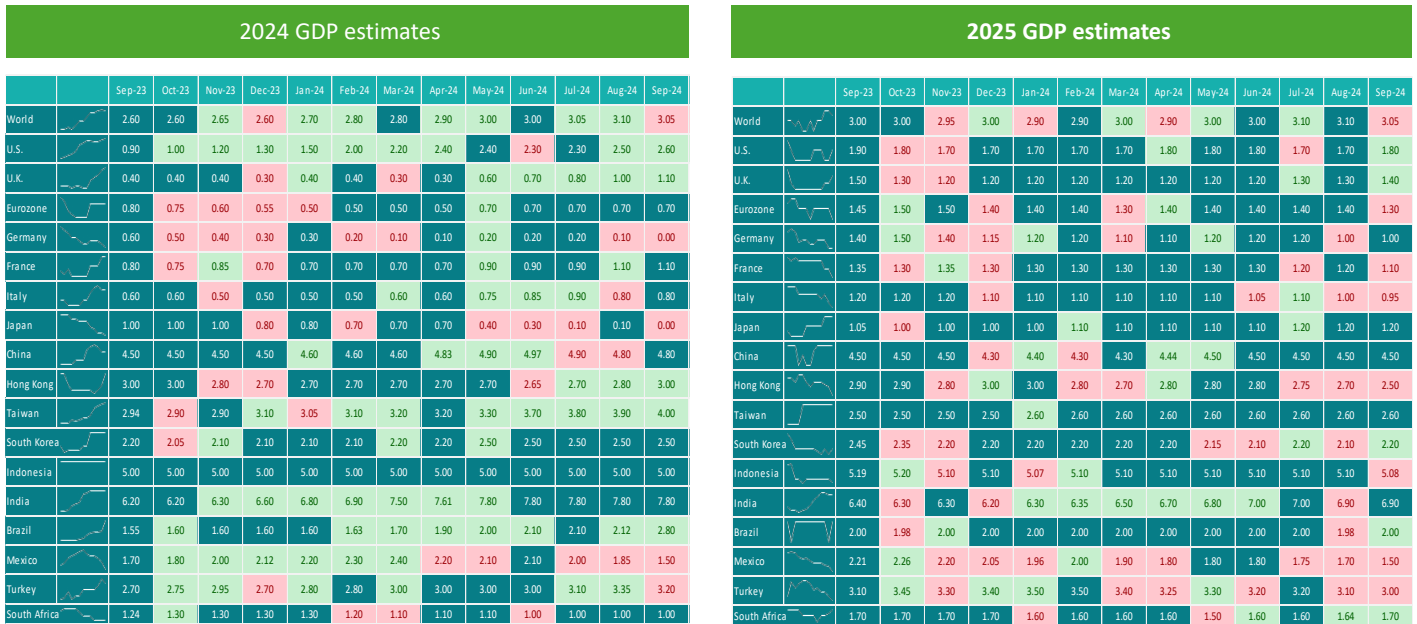 2024 GDP estimates
Sep-23 Oct-23 Nov-23 Dec-23 Jan-24 Feb-24 Mar-24 Apr-24 May-24 Jun-24 Jul-24 Aug-24 Sep-24
World 2.60 2.60 2.65 2.60 2.70 2.80 2.80 2.90 3.00 3.00 3.05 3.10 3.05
U.S. 0.90 1.00 1.20 1.30 1.50 2.00 2.20 2.40 2.40 2.30 2.30 2.50 2.60
U.K. 0.40 0.40 0.40 0.30 0.40 0.40 0.30 0.30 0.60 0.70 0.80 1.00 1.10
Eurozone 0.80 0.75 0.60 0.55 0.50 0.50 0.50 0.50 0.70 0.70 0.70 0.70 0.70
Germany 0.60 0.50 0.40 0.30 0.30 0.20 0.10 0.10 0.20 0.20 0.20 0.10 0.00
France 0.80 0.75 0.85 0.70 0.70 0.70 0.70 0.70 0.90 0.90 0.90 1.10 1.10
Italy 0.60 0.60 0.50 0.50 0.50 0.50 0.60 0.60 0.75 0.85 0.90 0.80 0.80
Japan 1.00 1.00 1.00 0.80 0.80 0.70 0.70 0.70 0.40 0.30 0.10 0.10 0.00
China 4.50 4.50 4.50 4.50 4.60 4.60 4.60 4.83 4.90 4.97 4.90 4.80 4.80
Hong Kong 3.00 3.00 2.80 2.70 2.70 2.70 2.70 2.70 2.70 2.65 2.70 2.80 3.00
Taiwan 2.94 2.90 2.90 3.10 3.05 3.10 3.20 3.20 3.30 3.70 3.80 3.90 4.00
South Korea 2.20 2.05 2.10 2.10 2.10 2.10 2.20 2.20 2.50 2.50 2.50 2.50 2.50
Indonesia 5.00 5.00 5.00 5.00 5.00 5.00 5.00 5.00 5.00 5.00 5.00 5.00 5.00
India 6.20 6.20 6.30 6.60 6.80 6.90 7.50 7.61 7.80 7.80 7.80 7.80 7.80
Brazil 1.55 1.60 1.60 1.60 1.60 1.63 1.70 1.90 2.00 2.10 2.10 2.12 2.80
Mexico 1.70 1.80 2.00 2.12 2.20 2.30 2.40 2.20 2.10 2.10 2.00 1.85 1.50
Turkey 2.70 2.75 2.95 2.70 2.80 2.80 3.00 3.00 3.00 3.00 3.10 3.35 3.20
South Africa 1.24 1.30 1.30 1.30 1.30 1.20 1.10 1.10 1.10 1.00 1.00 1.00 1.00
2025 GDP estimates
Sep-23 Oct-23 Nov-23 Dec-23 Jan-24 Feb-24 Mar-24 Apr-24 May-24 Jun-24 Jul-24 Aug-24 Sep-24
World 3.00 3.00 2.95 3.00 2.90 2.90 3.00 2.90 3.00 3.00 3.10 3.10 3.05
U.S. 1.90 1.80 1.70 1.70 1.70 1.70 1.70 1.80 1.80 1.80 1.70 1.70 1.80
U.K. 1.50 1.30 1.20 1.20 1.20 1.20 1.20 1.20 1.20 1.20 1.30 1.30 1.40
Eurozone 1.45 1.50 1.50 1.40 1.40 1.40 1.30 1.40 1.40 1.40 1.40 1.40 1.30
Germany 1.40 1.50 1.40 1.15 1.20 1.20 1.10 1.10 1.20 1.20 1.20 1.00 1.00
France 1.35 1.30 1.35 1.30 1.30 1.30 1.30 1.30 1.30 1.30 1.20 1.20 1.10
Italy 1.20 1.20 1.20 1.10 1.10 1.10 1.10 1.10 1.10 1.05 1.10 1.00 0.95
Japan 1.05 1.00 1.00 1.00 1.00 1.10 1.10 1.10 1.10 1.10 1.20 1.20 1.20
China 4.50 4.50 4.50 4.30 4.40 4.30 4.30 4.44 4.50 4.50 4.50 4.50 4.50
Hong Kong 2.90 2.90 2.80 3.00 3.00 2.80 2.70 2.80 2.80 2.80 2.75 2.70 2.50
Taiwan 2.50 2.50 2.50 2.50 2.60 2.60 2.60 2.60 2.60 2.60 2.60 2.60 2.60
South Korea 2.45 2.35 2.20 2.20 2.20 2.20 2.20 2.20 2.15 2.10 2.20 2.10 2.20
Indonesia 5.19 5.20 5.10 5.10 5.07 5.10 5.10 5.10 5.10 5.10 5.10 5.10 5.08
India 6.40 6.30 6.30 6.20 6.30 6.35 6.50 6.70 6.80 7.00 7.00 6.90 6.90
Brazil 2.00 1.98 2.00 2.00 2.00 2.00 2.00 2.00 2.00 2.00 2.00 1.98 2.00
Mexico 2.21 2.26 2.20 2.05 1.96 2.00 1.90 1.80 1.80 1.80 1.75 1.70 1.50
Turkey 3.10 3.45 3.30 3.40 3.50 3.50 3.40 3.25 3.30 3.20 3.20 3.10 3.00
South Africa 1.70 1.70 1.70 1.70 1.60 1.60 1.60 1.60 1.50 1.60 1.60 1.64 1.70